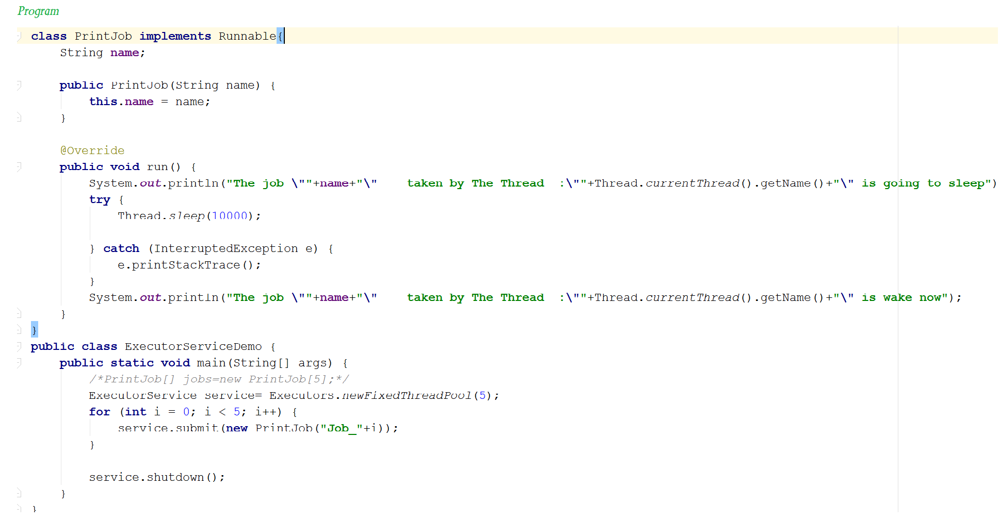 Program
class PrintJob implements Runnable{
    String name;
    public PrintJob(String name) {
        this.name = name;
    }
    @Override
    public void run() {
        System.out.println("The job \""+name+"\"    taken by The Thread  :\""+Thread.currentThread().getName()+"\" is going to sleep")
        try {
            Thread.sleep(10000);
        } catch (InterruptedException e) {
            e.printStackTrace();
        }
        System.out.println("The job \""+name+"\"    taken by The Thread  :\""+Thread.currentThread().getName()+"\" is wake now");
    }
}
public class ExecutorServiceDemo {
    public static void main(String[] args) {
        /*PrintJob[] jobs=new PrintJob[5];*/
        ExecutorService service= Executors.newFixedThreadPool(5);
        for (int i = 0; i < 5; i++) {
            service.submit(new PrintJob("Job_"+i));
        }
        service.shutdown();
    }
}